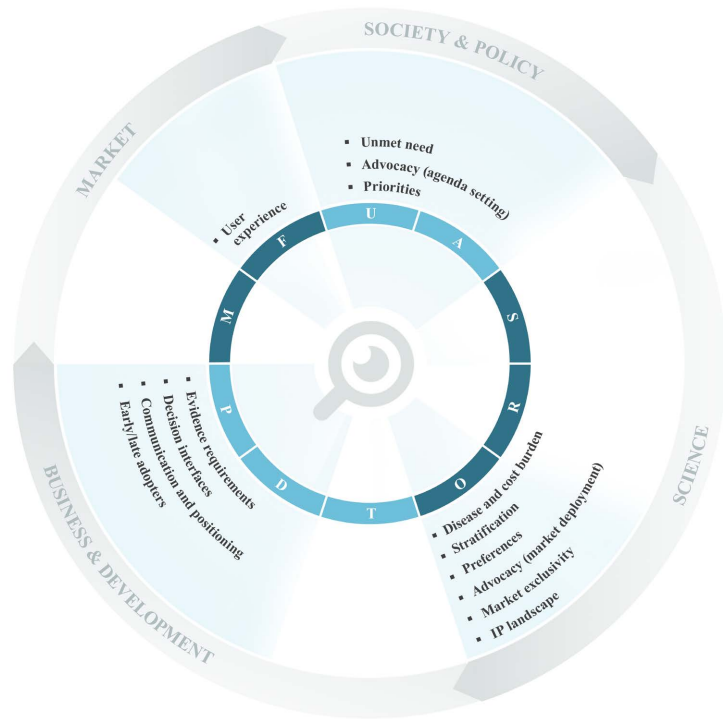 SOCIETY & POLICY
▪ Unmet need
▪ Advocacy (agenda setting)
▪ Priorities
MARKET
▪ User
experience
F
U
A
S
R
O
T
D
P
M
SCIENCE
▪ Disease and cost burden
▪ Stratification
▪ Preferences
▪ Advocacy (market deployment)
▪ Market exclusivity
▪ IP landscape
BUSINESS & DEVELOPMENT
▪ Evidence requirements
▪ Decision interfaces
▪ Communication and positioning
▪ Early/late adopters